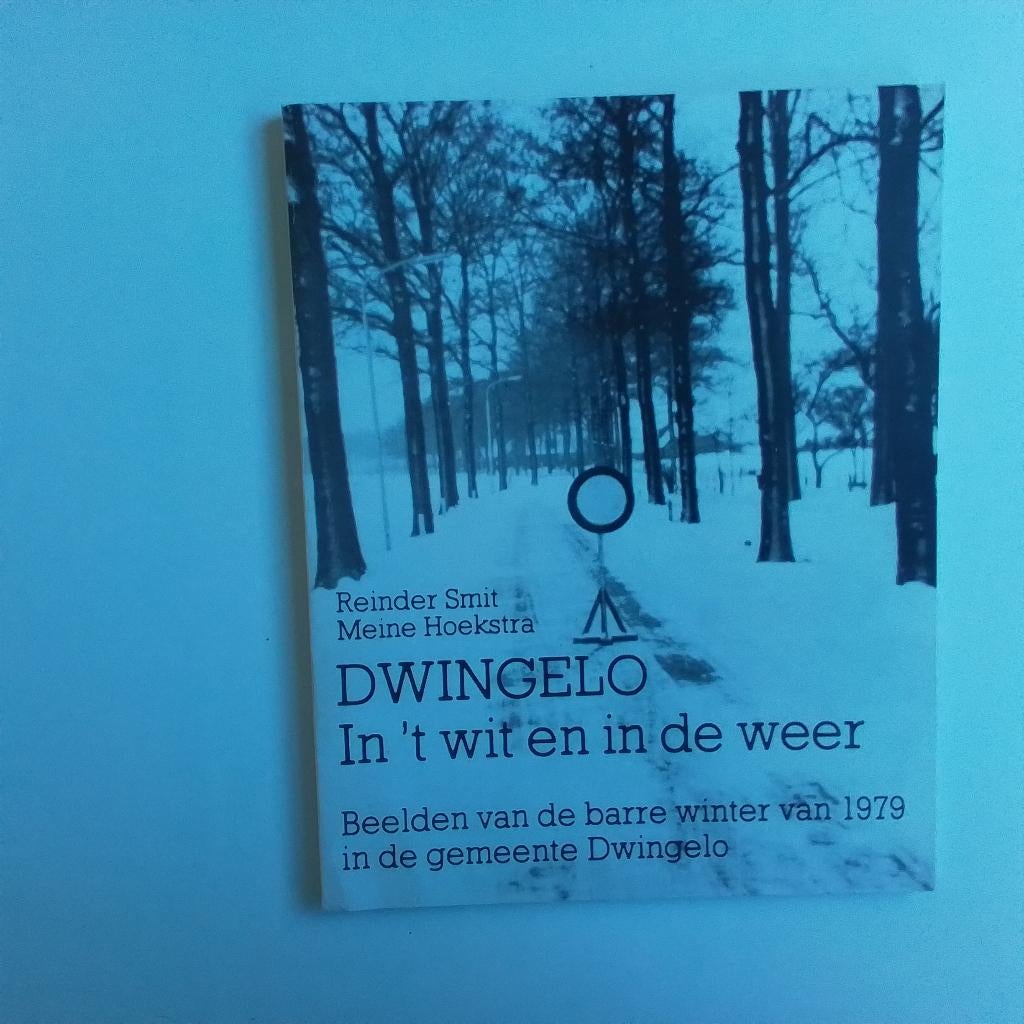 Reinder Smit
Meine Hoekstra
DWINGELO
In 't wit en in de weer
Beelden van de barre winter van 1979
in de gemeente Dwingelo